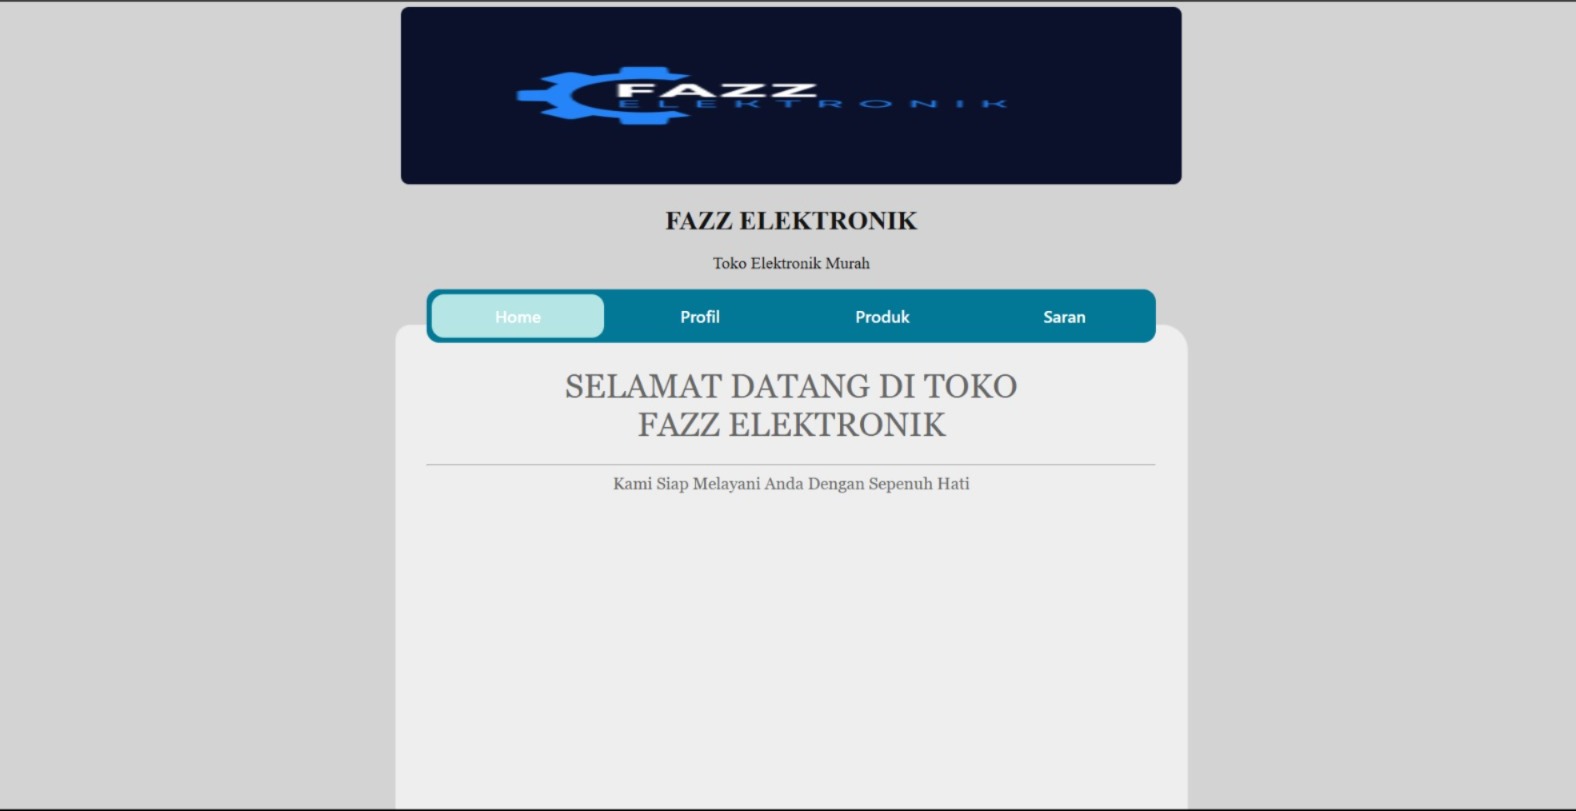 FAZZ
ELEKTRONIK
FAZZ ELEKTRONIK
Toko Elektronik Murah
Home Profil Produk Saran
SELAMAT DATANG DI TOKO
FAZZ ELEKTRONIK
Kami Siap Melayani Anda Dengan Sepenuh Hati